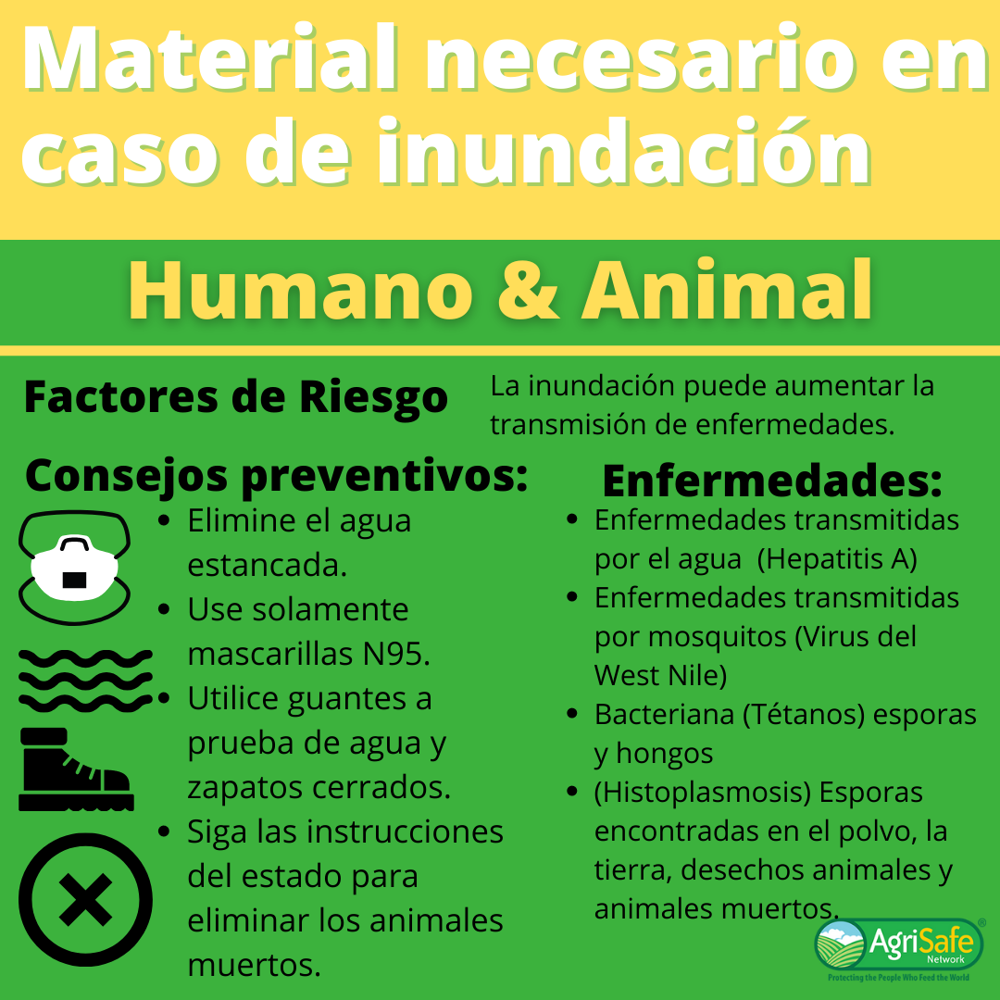 Material necesario en
caso de inundación
Humano & Animal
Factores de Riesgo
La inundación puede aumentar la
transmisión de enfermedades.
Consejos preventivos:
• Elimine el agua
estancada.
• Use solamente
mascarillas N95.
• Utilice guantes a
prueba de agua y
zapatos cerrados.
• Siga las instrucciones
del estado para
eliminar los animales
muertos.
Enfermedades:
• Enfermedades transmitidas
por el agua (Hepatitis A)
• Enfermedades transmitidas
por mosquitos (Virus del
West Nile)
• Bacteriana (Tétanos) esporas
y hongos
• (Histoplasmosis) Esporas
encontradas en el polvo, la
tierra, desechos animales y
animales muertos.
AgriSafe ®
Network
Protecting the People Who Feed the World